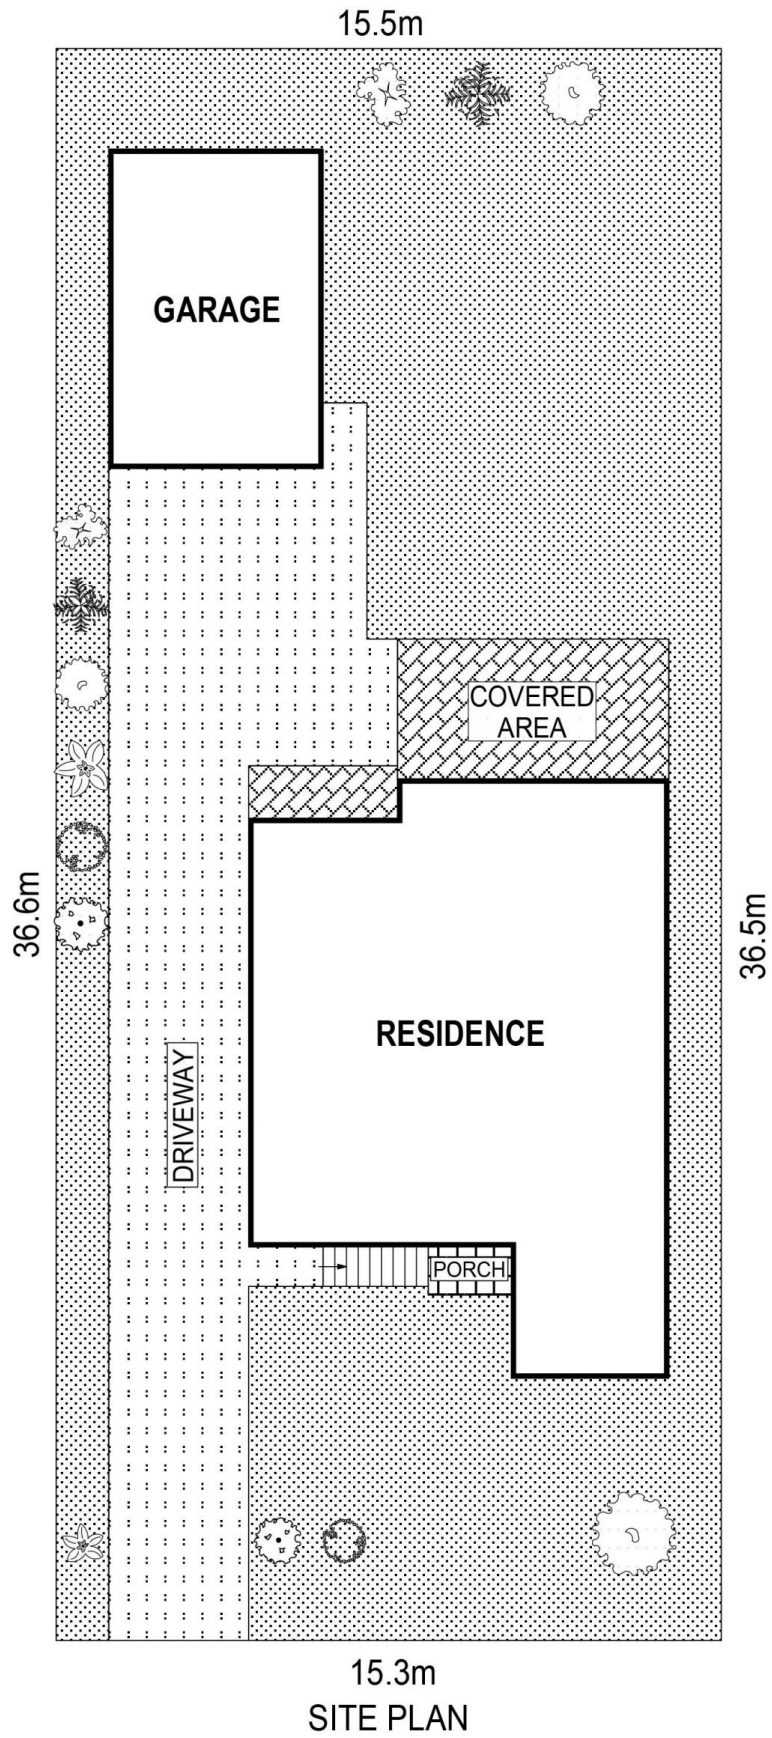 15.5m
GARAGE
COVERED
AREA
36.6m
36.5m
RESIDENCE
DRIVEWAY
PORCH
15.3m
SITE PLAN